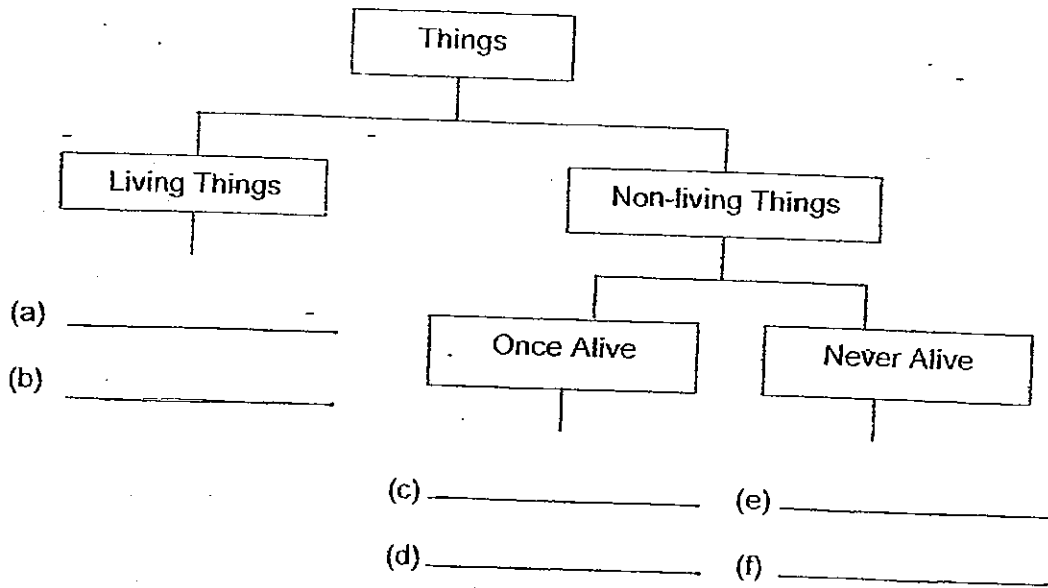 Things
Living Things
Non-living Things
(a)
(b)
Once Alive
Never Alive
(c)
(e)
(d)
(f)